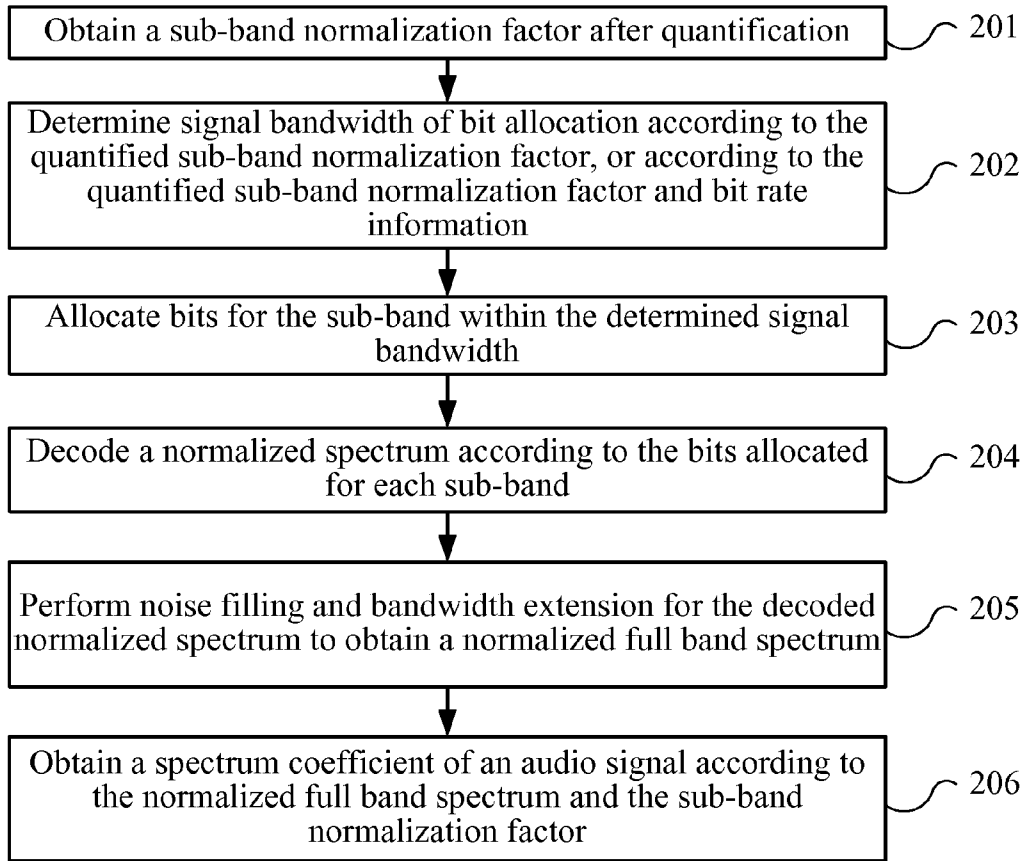 Obtain a sub-band normalization factor after quantification
201
Determine signal bandwidth of bit allocation according to the
quantified sub-band normalization factor, or according to the
quantified sub-band normalization factor and bit rate
information
202
Allocate bits for the sub-band within the determined signal
bandwidth
203
Decode a normalized spectrum according to the bits allocated
for each sub-band
204
Perform noise filling and bandwidth extension for the decoded
normalized spectrum to obtain a normalized full band spectrum
205
Obtain a spectrum coefficient of an audio signal according to
the normalized full band spectrum and the sub-band
normalization factor
206